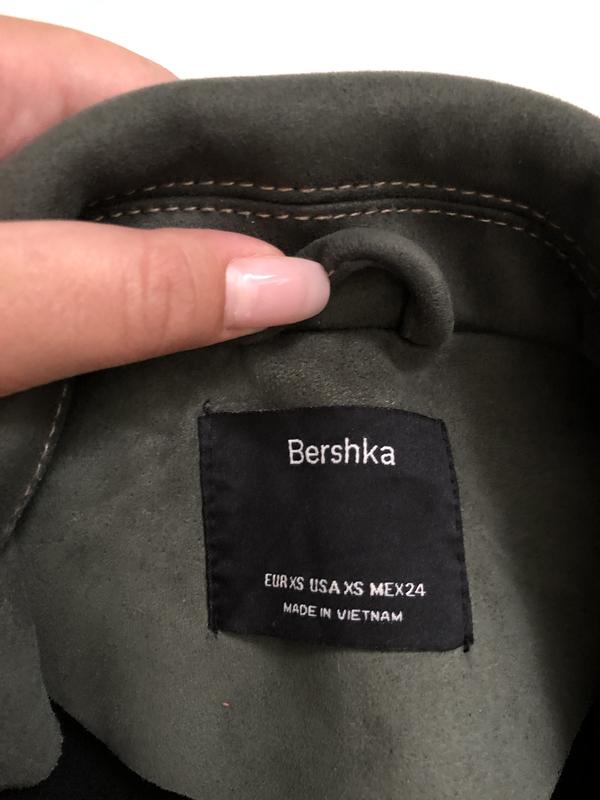 Bershka
EUR XS USA XS MEX 24
MADE IN VIETNAM